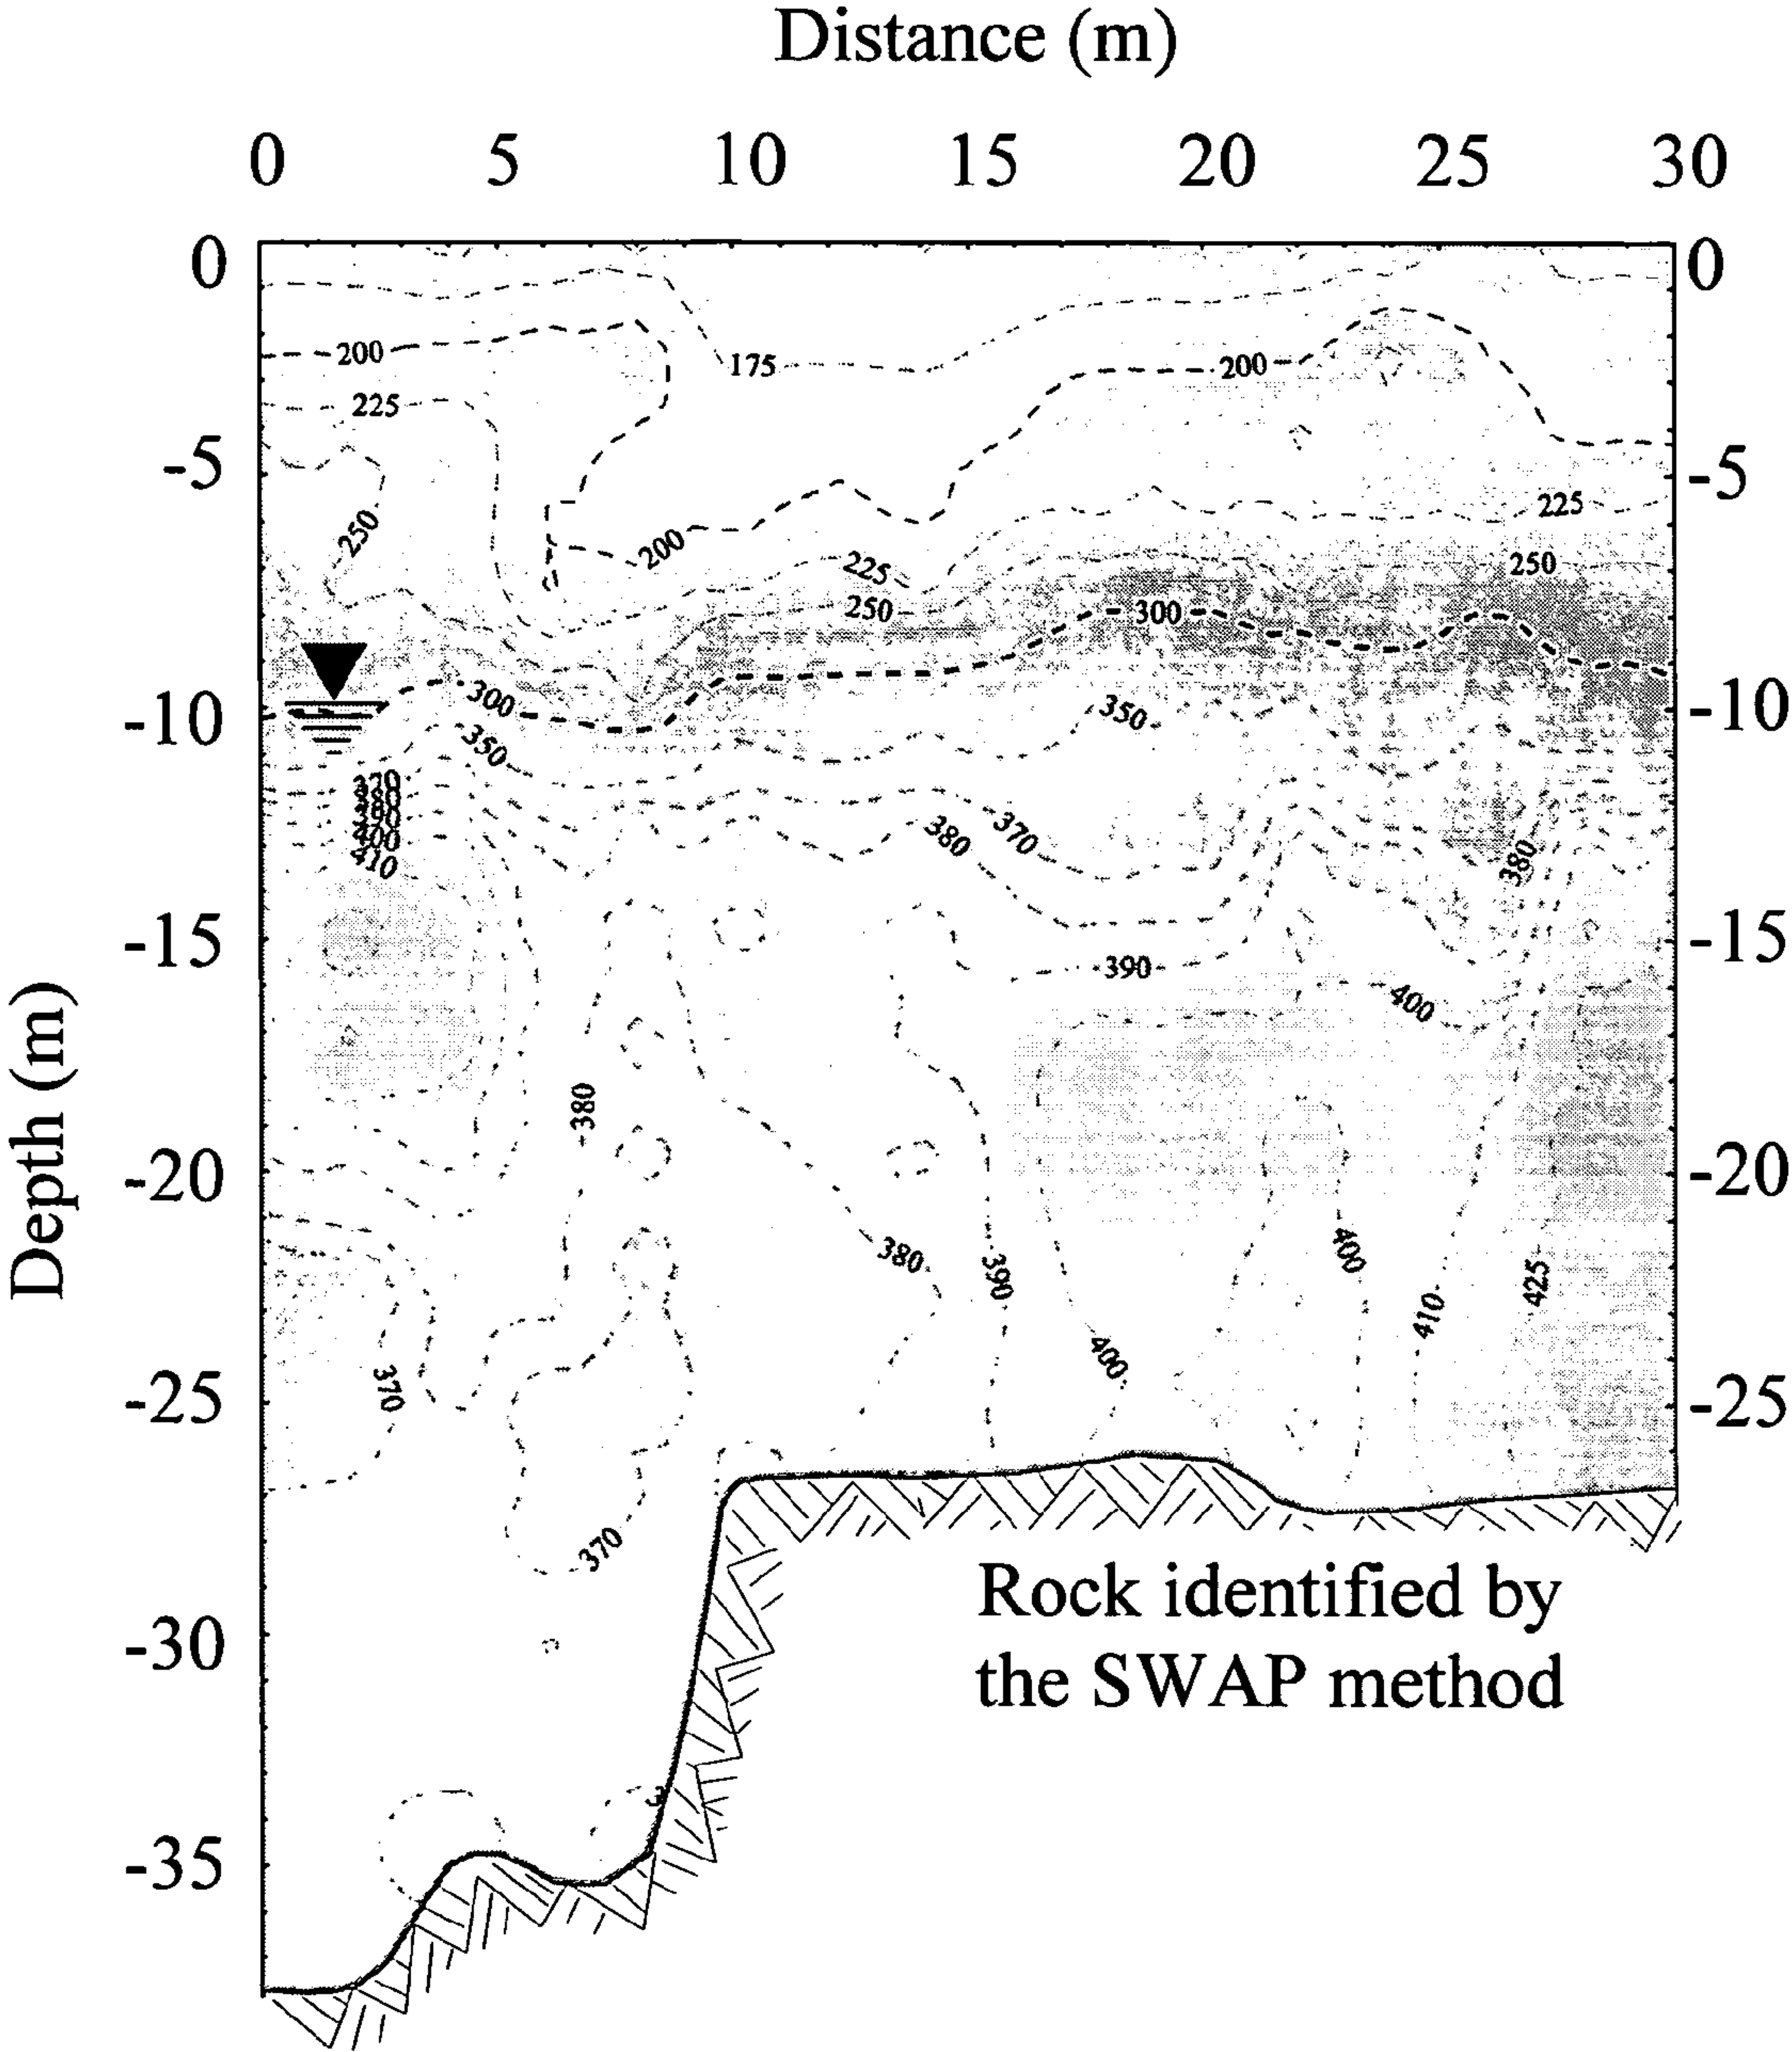 Distance (m)
0 5 10 15 20 25 30
0 0
200 175 200
225
-5 -5
250 225
200 225 250
250 300
-10 300 350 -10
350
370
380
390
400
410
380 370 380
-15 390 -15
400
380
Depth (m)
-20 -20
380 390 400 425
410
400
-25 370 -25
370
Rock identified by
-30 the SWAP method
3
-35